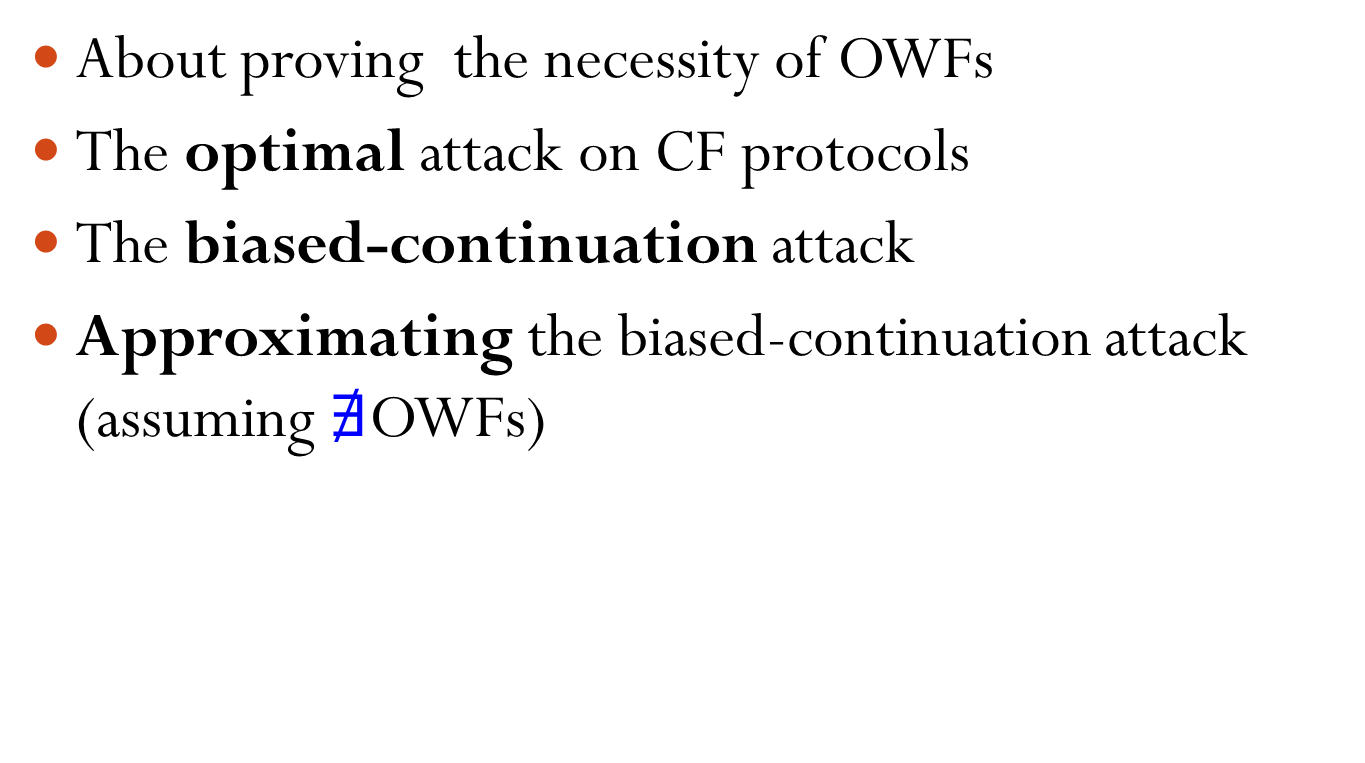 • About proving  the necessity of OWFs
• The optimal attack on CF protocols
• The biased-continuation attack
• Approximating the biased-continuation attack
(assuming ∄ OWFs)